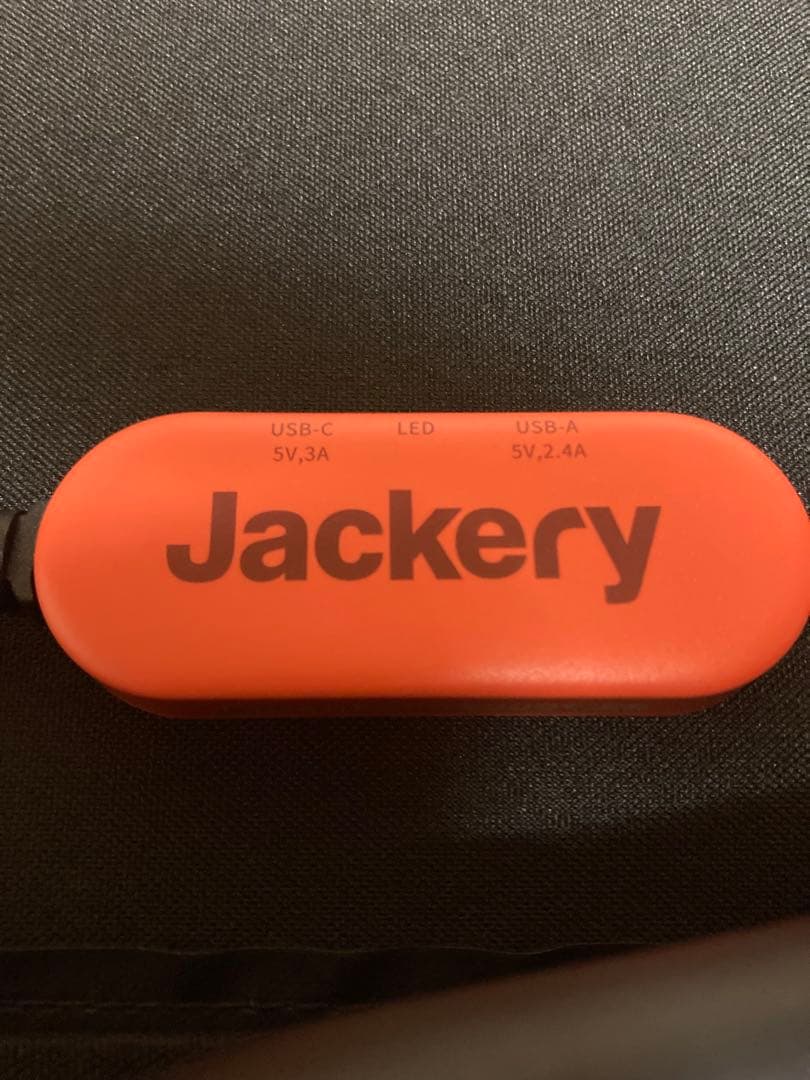 USB-C LED USB-A
5V,3A 5V,2.4A
Jackery